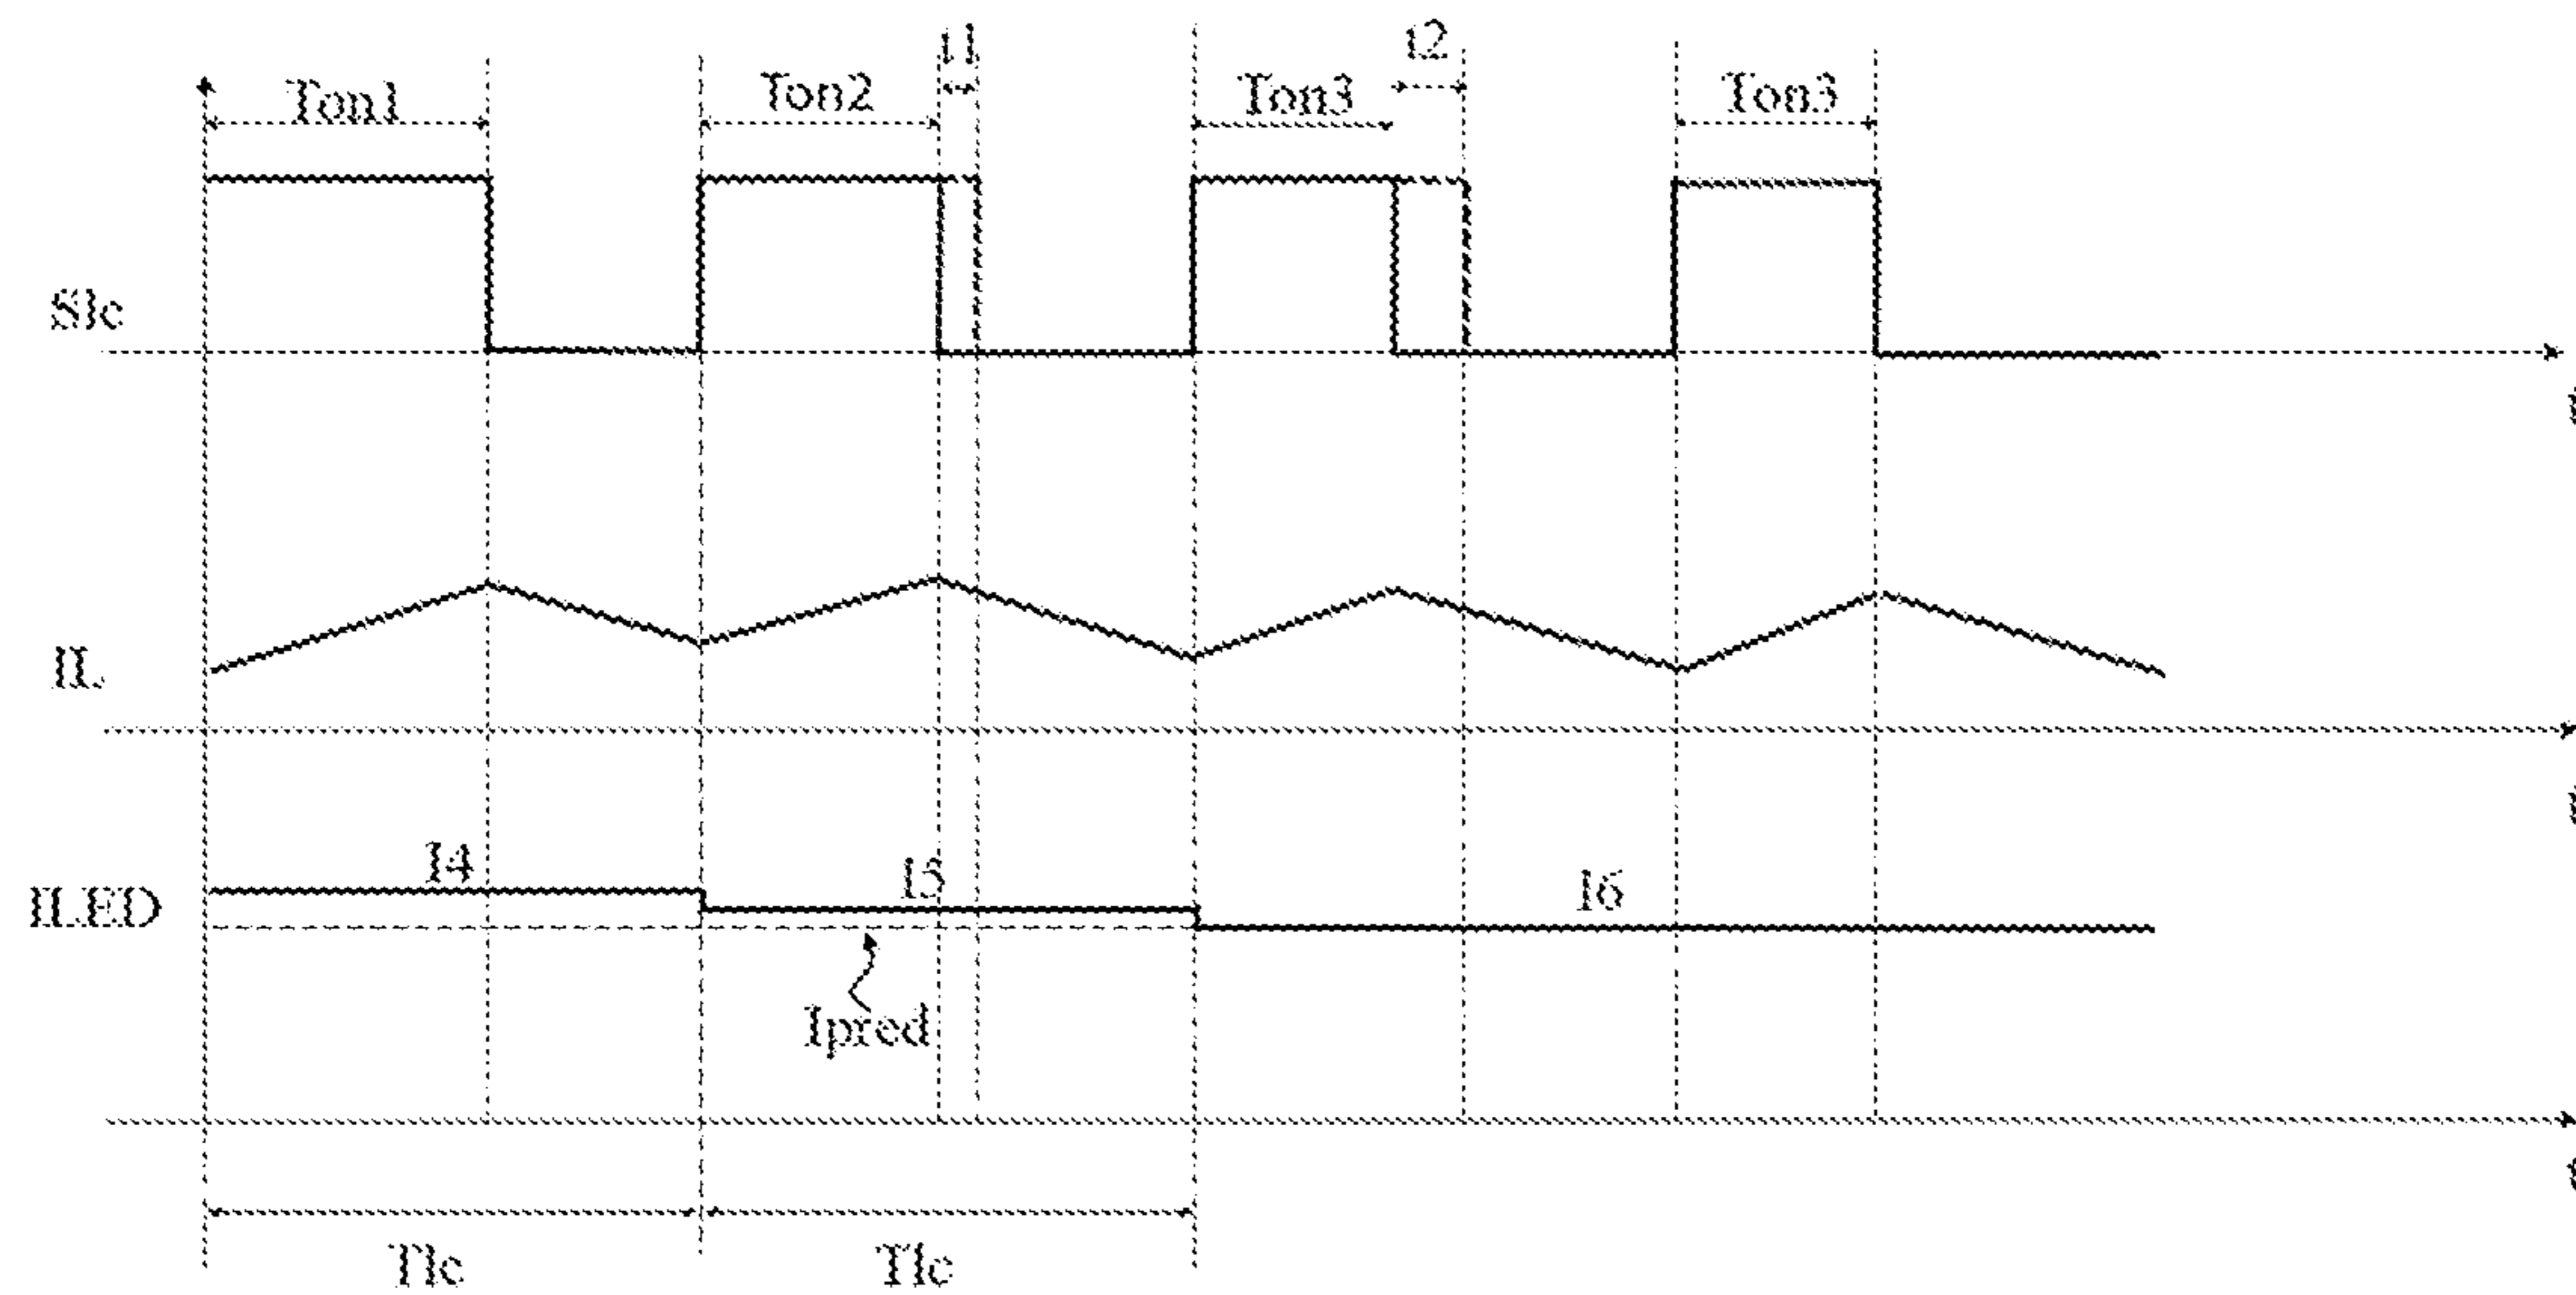 t1
t2
Ton1
Ton2
Ton3
Ton3
Slc
t
IL
t
I4
I5
I6
ILED
Ipred
t
Tlc
Tlc